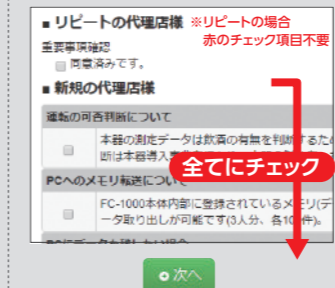 ■ リピートの代理店様 ※リピートの場合
赤のチェック項目不要
重要事項確認
同意済みです。
■ 新規の代理店様
運転の可否判断について
本器の測定データは飲酒の有無を判断するた
断は本器導入
全てにチェック
PCへのメモリ転送について
FC-1000本体内部に登録されているメモリ(デ
ータ取り出しが可能です(3人分、各10件)。
次へ